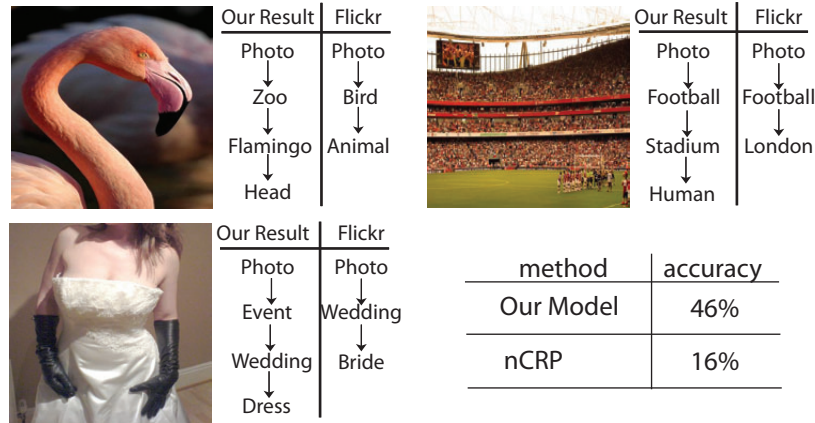 Our Result Flickr
Photo Photo
Zoo Bird
Flamingo Animal
Head
Our Result Flickr
Photo Photo
Football Football
Stadium London
Human
Our Result Flickr
Photo Photo
Event Wedding
Wedding Bride
Dress
method accuracy
Our Model 46%
nCRP 16%